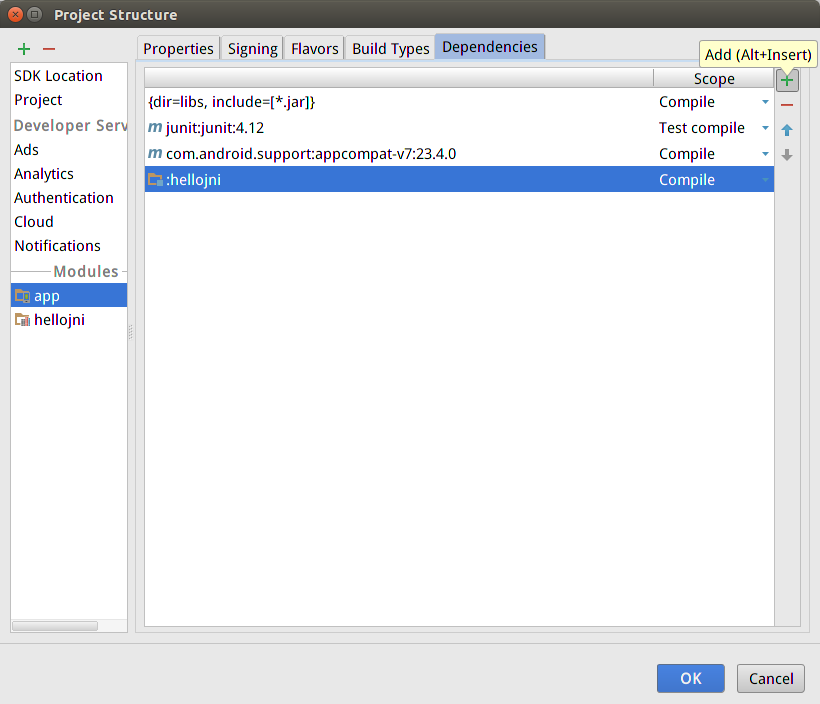 Project Structure
Properties Signing Flavors Build Types Dependencies
Add (Alt+Insert)
SDK Location
Project
Developer Serv
Ads
Analytics
Authentication
Cloud
Notifications
Modules
app
hellojni
Scope
{dir=libs, include=[*.jar]} Compile
m junit:junit:4.12 Test compile
m com.android.support:appcompat-v7:23.4.0 Compile
:hellojni Compile
OK Cancel